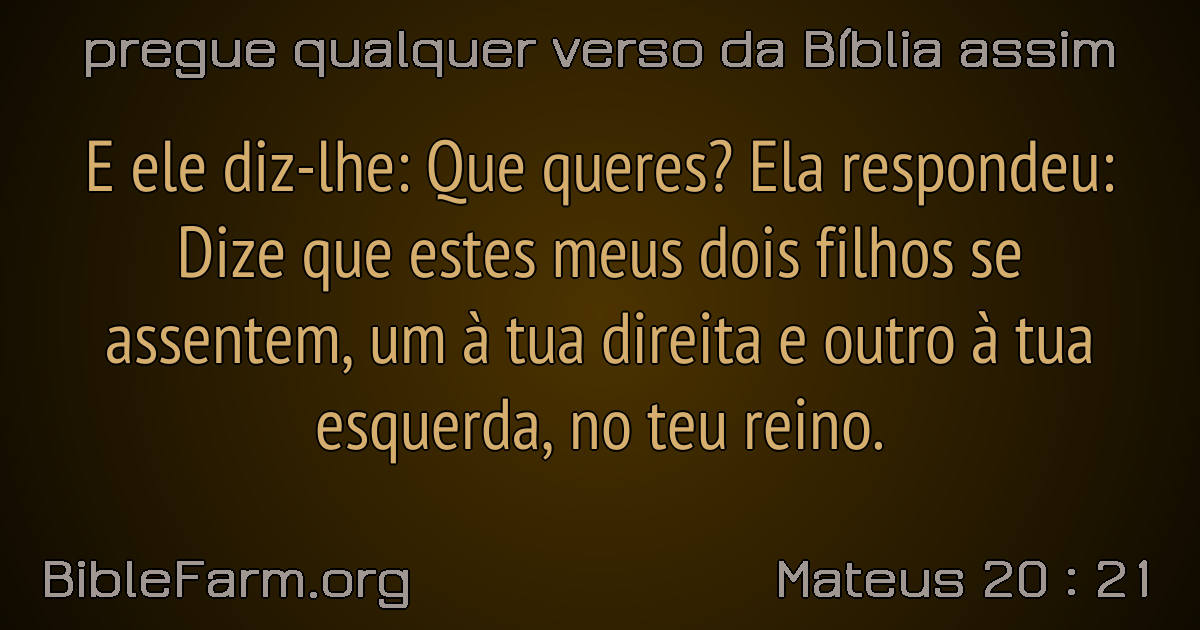 pregue qualquer verso da Bíblia assim
E ele diz-lhe: Que queres? Ela respondeu:
Dize que estes meus dois filhos se
assentem, um à tua direita e outro à tua
esquerda, no teu reino.
BibleFarm.org
Mateus 20 : 21